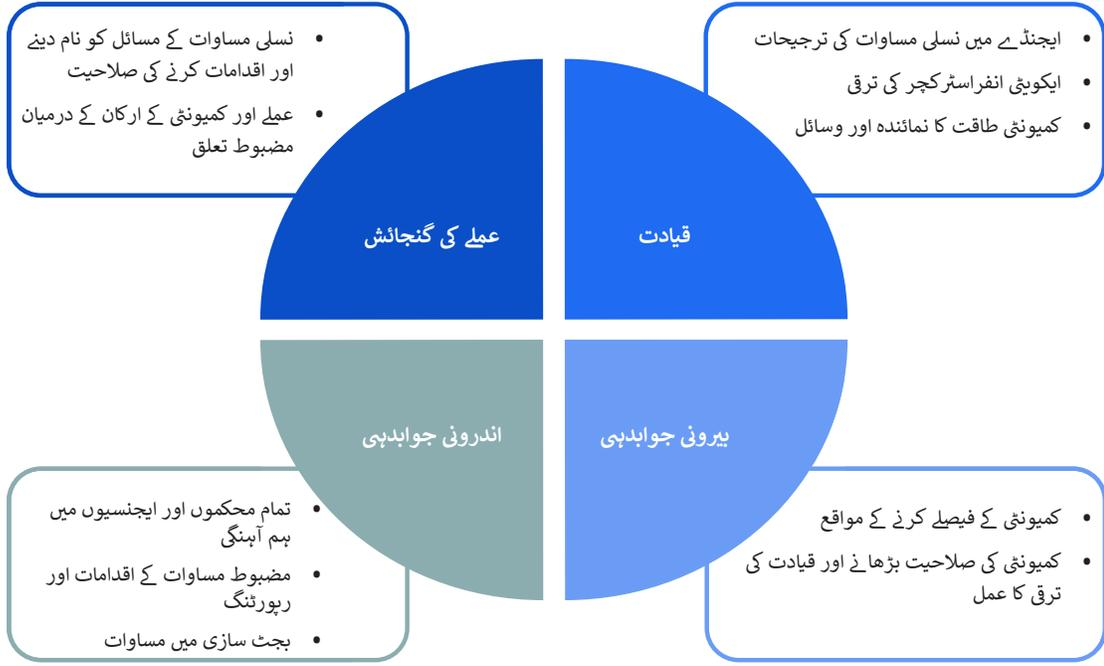 • ایجنڈے میں نسلی مساوات کی ترجیحات
• ایکویٹی انفراسٹرکچر کی ترقی
• کمیونٹی طاقت کا نمائندہ اور وسائل
قیادت
• نسلی مساوات کے مسائل کو نام دینے
اور اقدامات کرنے کی صلاحیت
• عملے اور کمیونٹی کے ارکان کے درمیان
مضبوط تعلق
عملے کی گنجائش
بیرونی جوابدہی
• کمیونٹی کے فیصلے کرنے کے مواقع
• کمیونٹی کی صلاحیت بڑھانے اور قیادت کی
ترقی کا عمل
اندرونی جوابدہی
• تمام محکموں اور ایجنسیوں میں
ہم آہنگی
• مضبوط مساوات کے اقدامات اور
رپورٹنگ
• بجٹ سازی میں مساوات